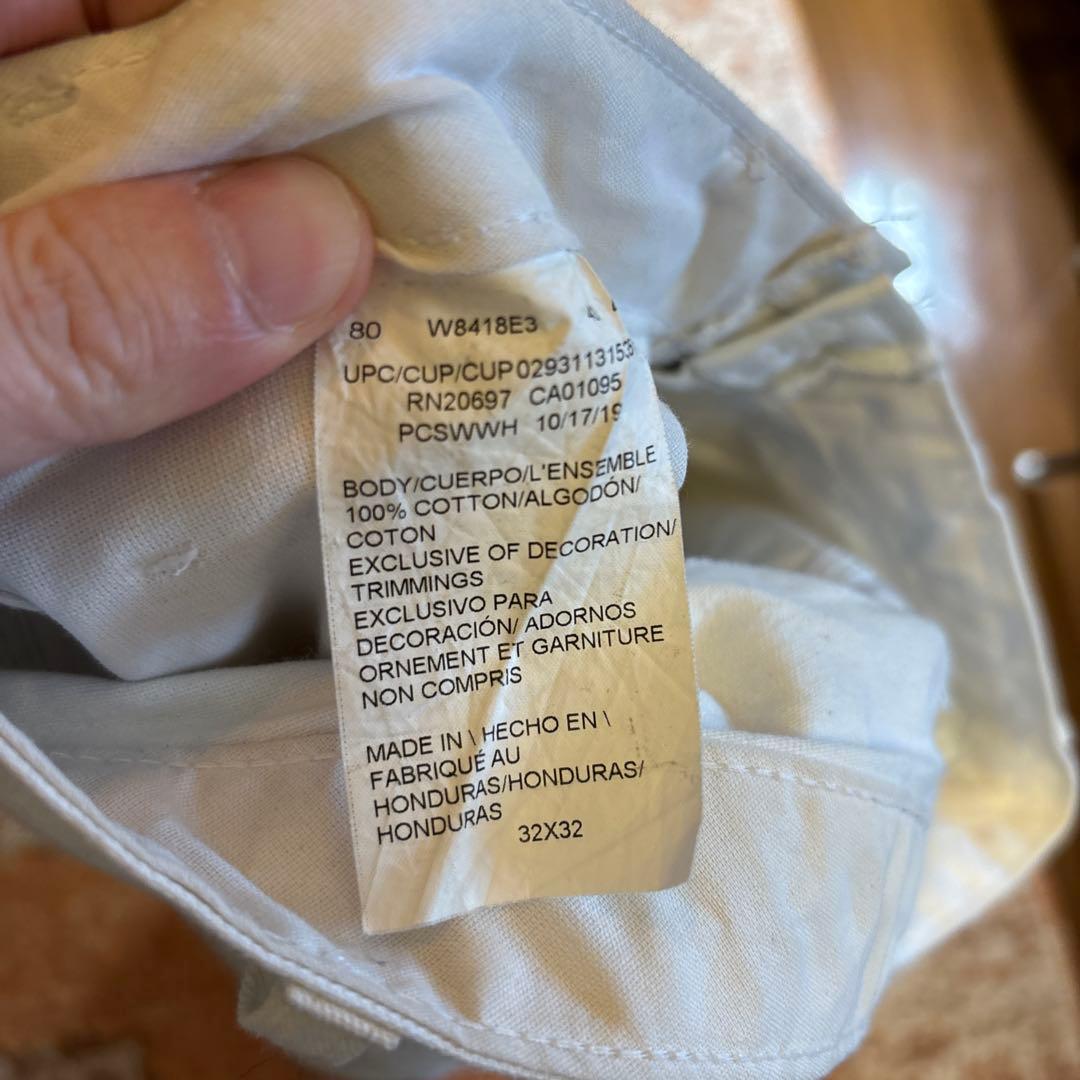 80 W8418E3
UPC/CUP/CUP 0293113153
RN20697 CA01095
PCSWWH 10/17/19
BODY/CUERPO/L'ENSEMBLE
100% COTTON/ALGODÓN/
COTON
EXCLUSIVE OF DECORATION/
TRIMMINGS
EXCLUSIVO PARA
DECORACIÓN/ ADORNOS
ORNEMENT ET GARNITURE
NON COMPRIS
MADE IN \ HECHO EN \
FABRIQUÉ AU
HONDURAS/HONDURAS/
HONDURAS
32X32